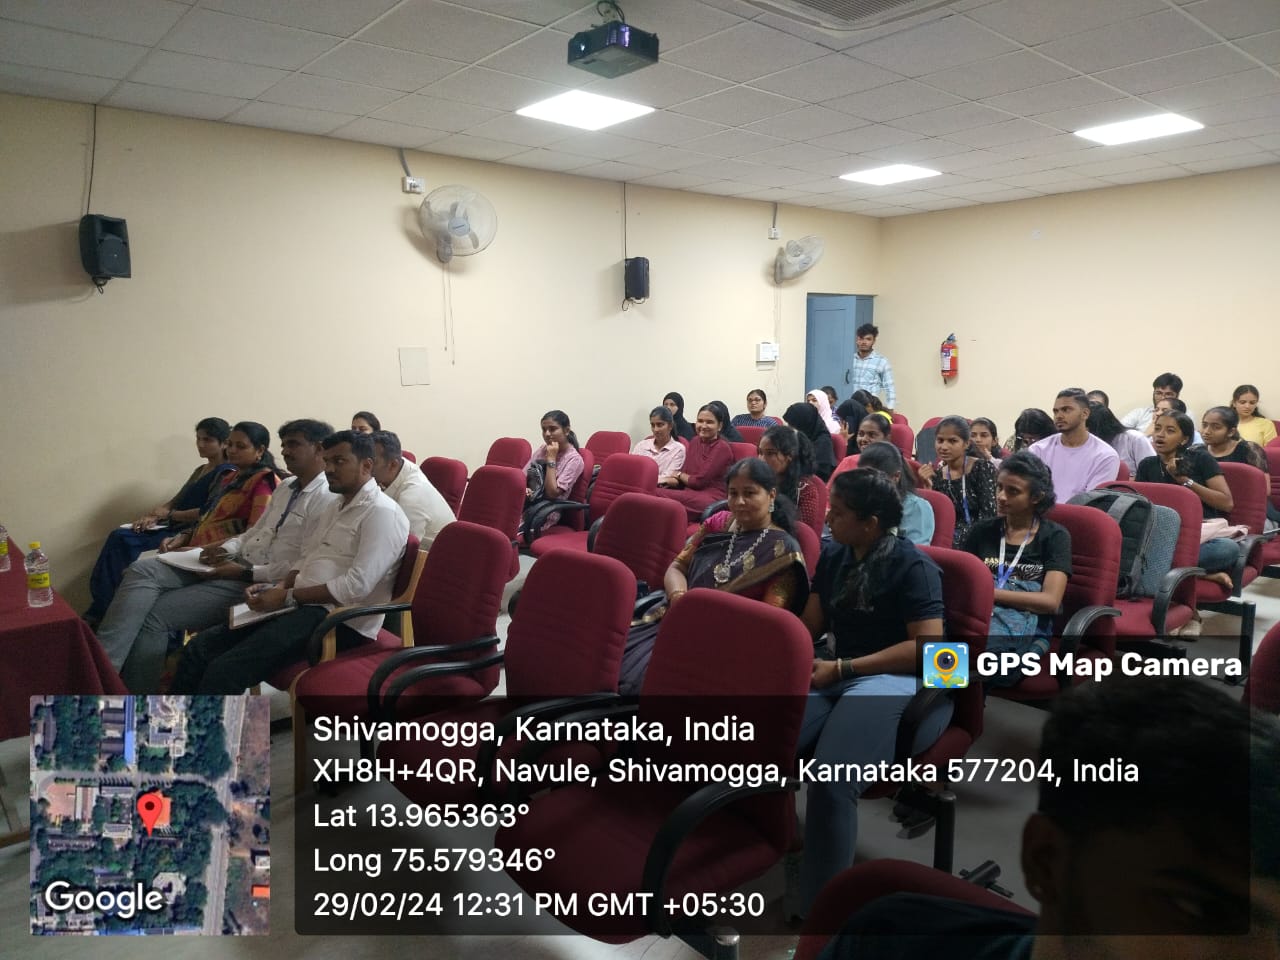 GPS Map Camera
Shivamogga, Karnataka, India
XH8H+4QR, Navule, Shivamogga, Karnataka 577204, India
Lat 13.965363°
Long 75.579346°
29/02/24 12:31 PM GMT +05:30
Google